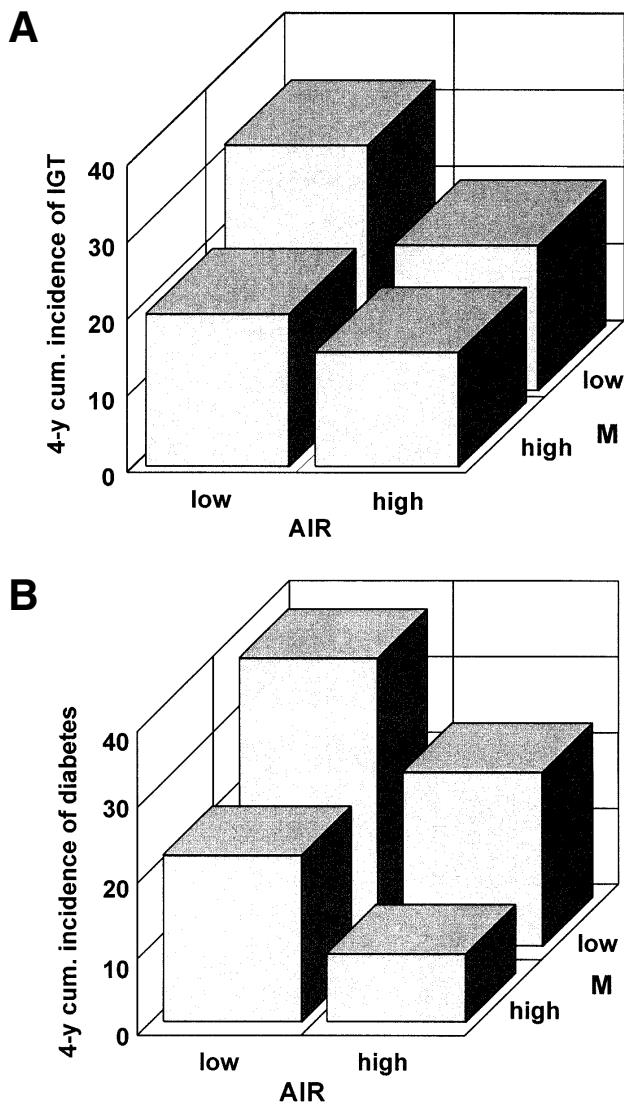 A
4-y cum. incidence of IGT
40
30
20
10
0
low
high
M
low
high
AIR
B
4-y cum. incidence of diabetes
40
30
20
10
0
low
M
high
low
high
AIR